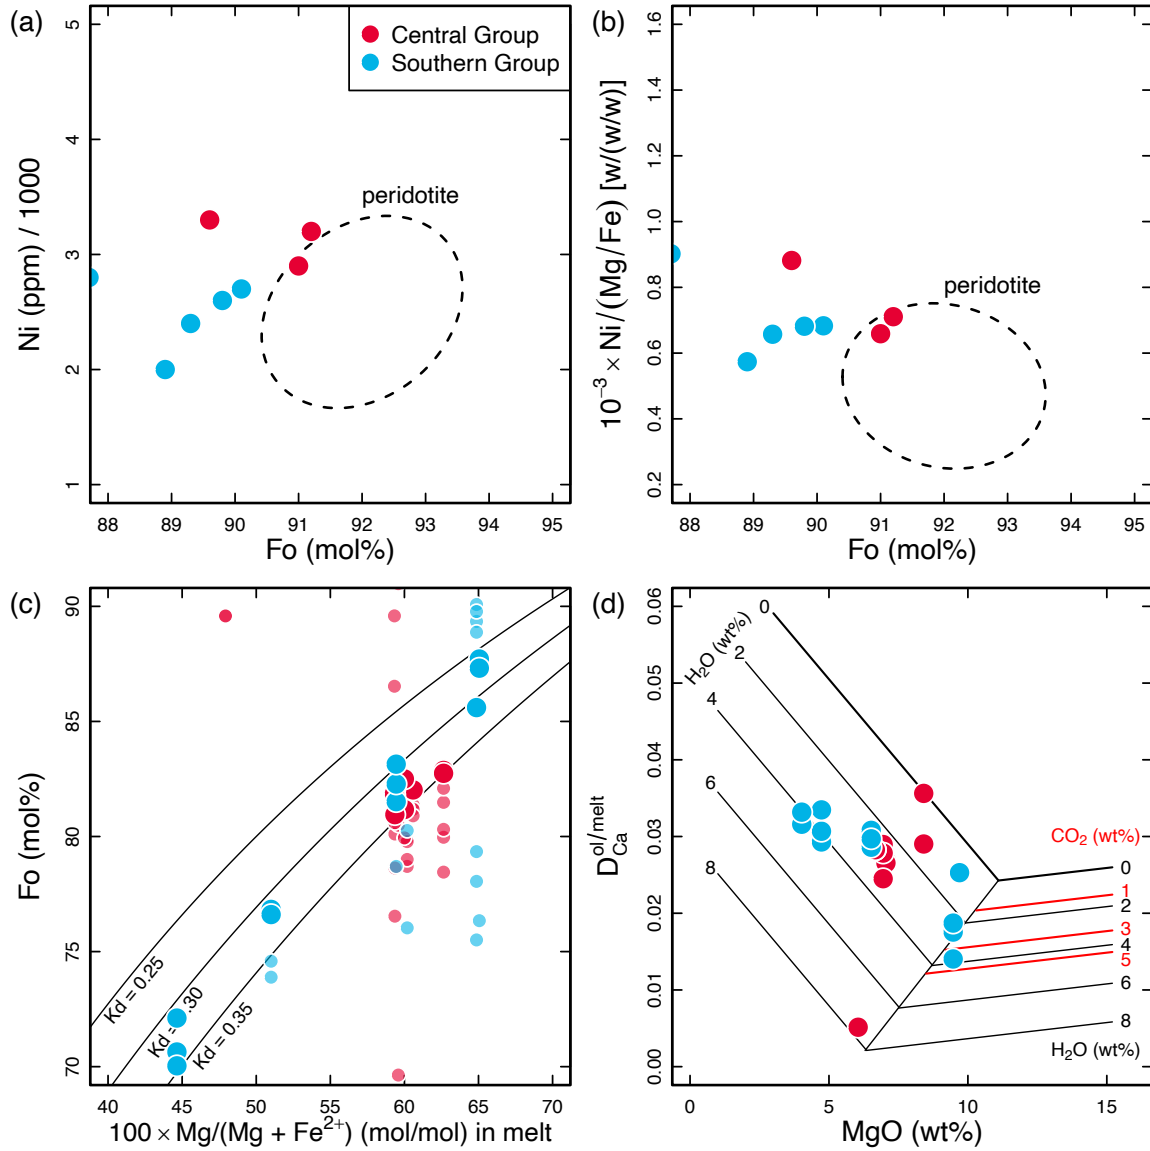 (a)
5
4
3
2
1
Ni (ppm) / 1000
Central Group
Southern Group
peridotite
88 89 90 91 92 93 94 95
Fo (mol%)
(b)
1.6
1.4
1.2
1.0
0.8
0.6
0.4
0.2
10⁻³ × Ni/(Mg/Fe) [w/(w/w)]
peridotite
88 89 90 91 92 93 94 95
Fo (mol%)
(c)
90
85
80
75
70
Fo (mol%)
Kd = 0.25
Kd = 0.30
Kd = 0.35
40 45 50 55 60 65 70
100 × Mg/(Mg + Fe²⁺) (mol/mol) in melt
(d)
0.06
0.05
0.04
0.03
0.02
0.01
0.00
D_Ca^ol/melt
H₂O (wt%)
0
2
4
6
8
CO₂ (wt%)
0
1
2
3
4
5
6
8
H₂O (wt%)
0 5 10 15
MgO (wt%)